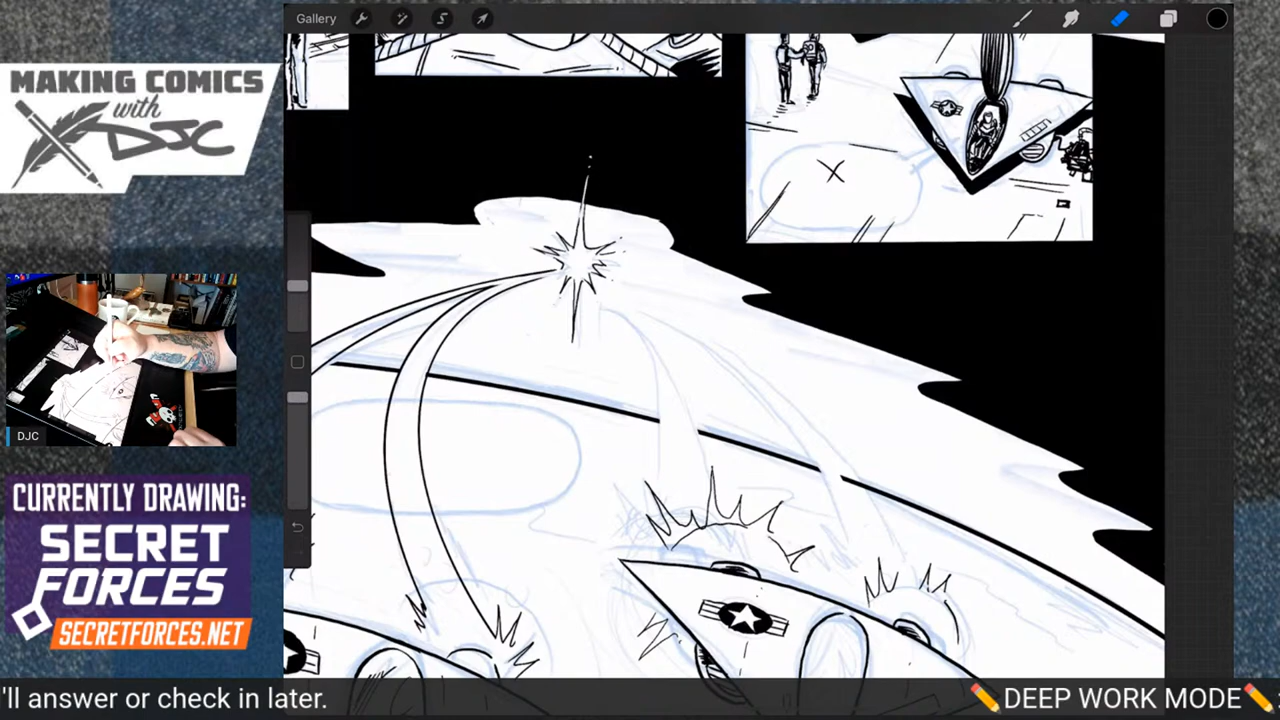 Gallery
MAKING COMICS
with
DJC
DJC
CURRENTLY DRAWING:
SECRET
FORCES
SECRETFORCES.NET
'll answer or check in later.
✏️DEEP WORK MODE✏️